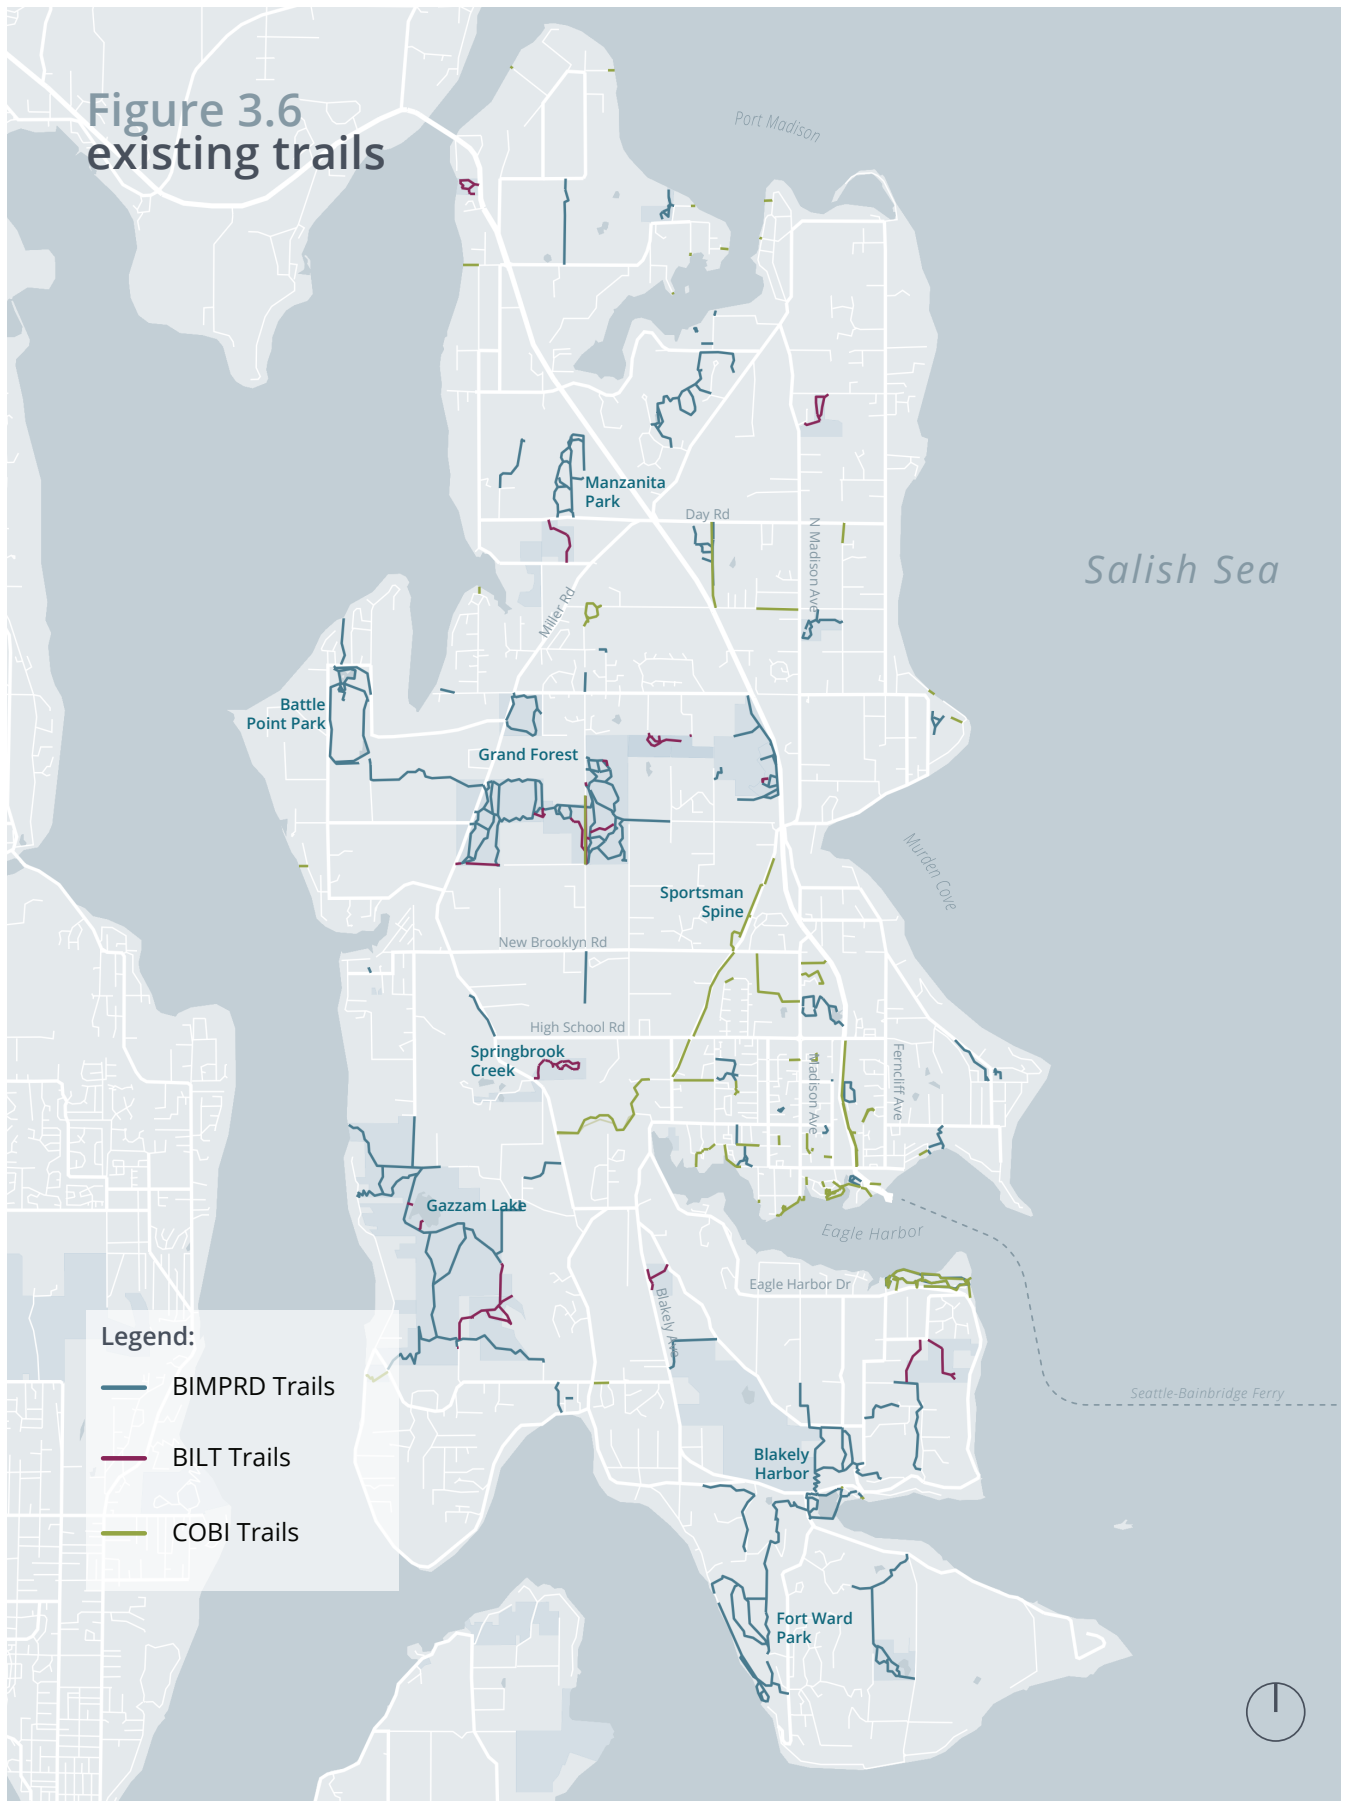 Figure 3.6
existing trails
Port Madison
Manzanita
Park
Day Rd
N Madison Ave
Salish Sea
Miller Rd
Battle
Point Park
Grand Forest
Murden Cove
Sportsman
Spine
New Brooklyn Rd
High School Rd
Springbrook
Creek
Madison Ave
Ferncliff Ave
Gazzam Lake
Eagle Harbor
Eagle Harbor Dr
Blakely Ave
Legend:
BIMPRD Trails
BILT Trails
COBI Trails
Seattle-Bainbridge Ferry
Blakely
Harbor
Fort Ward
Park